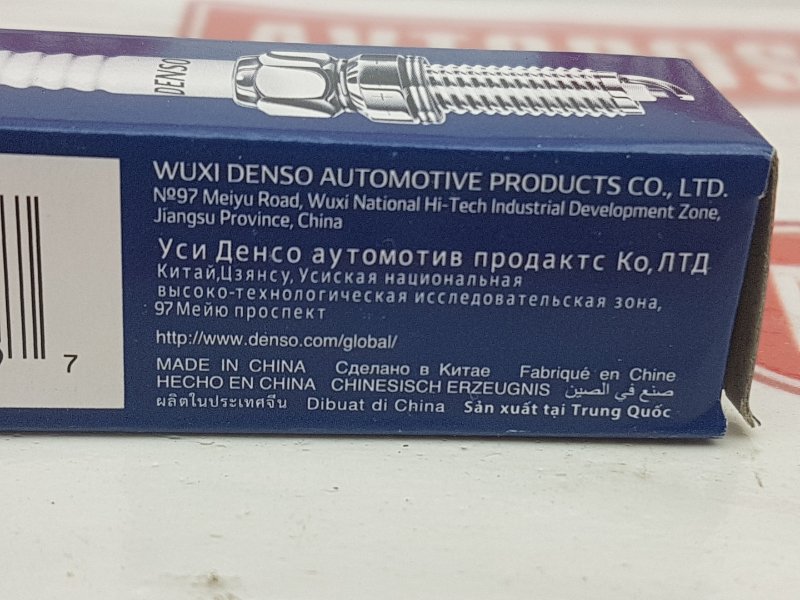 DENSO
WUXI DENSO AUTOMOTIVE PRODUCTS CO., LTD.
№97 Meiyu Road, Wuxi National Hi-Tech Industrial Development Zone,
Jiangsu Province, China
Уси Денсо аутомотив продактс Ко,ЛТД
Китай,Цзянсу, Усиская национальная
высоко-технологическая исследовательская зона,
97 Мейю проспект
http://www.denso.com/global/
MADE IN CHINA Сделано в Китае Fabriqué en Chine
HECHO EN CHINA CHINESISCH ERZEUGNIS صنع في الصين
ผลิตในประเทศจีน Dibuat di China Sản xuất tại Trung Quốc
7